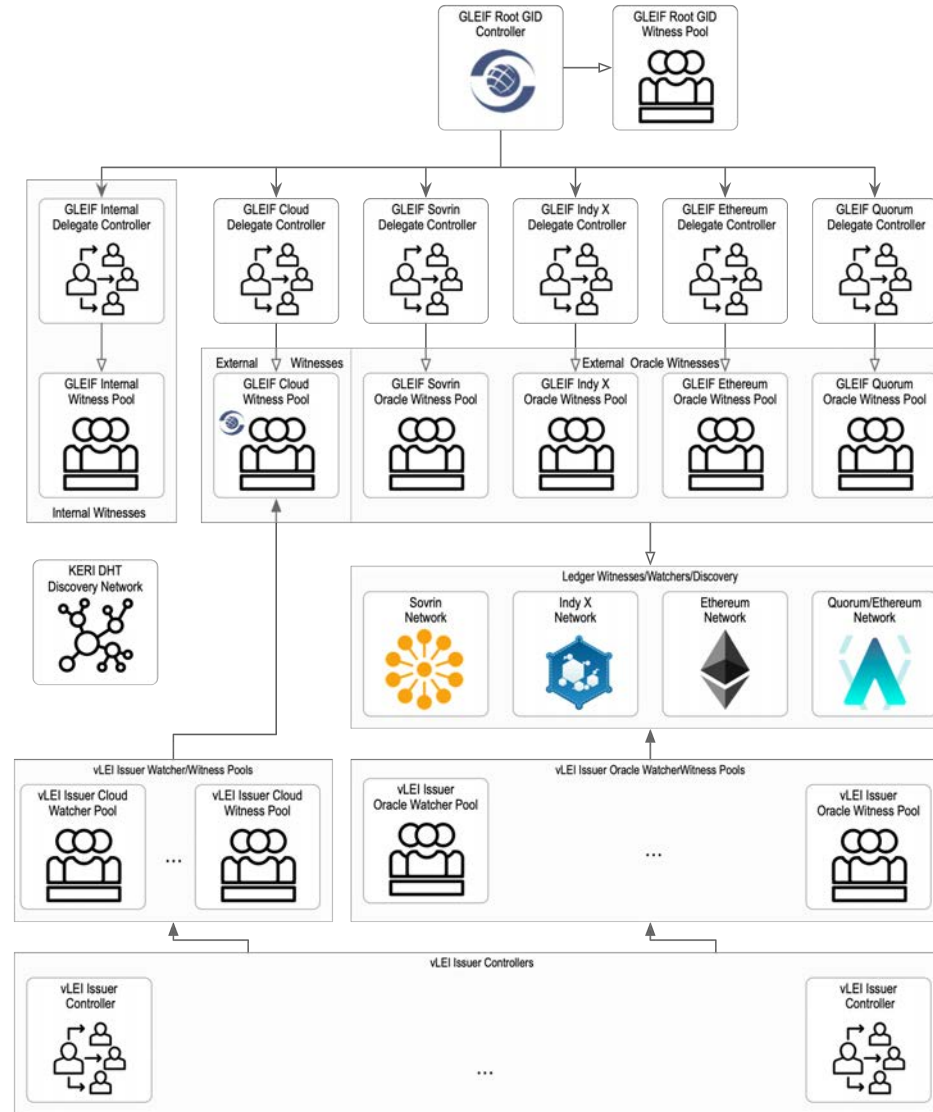 GLEIF Root GID
Controller
GLEIF Root GID
Witness Pool
GLEIF Internal
Delegate Controller
GLEIF Cloud
Delegate Controller
GLEIF Sovrin
Delegate Controller
GLEIF Indy X
Delegate Controller
GLEIF Ethereum
Delegate Controller
GLEIF Quorum
Delegate Controller
External Witnesses
External Oracle Witnesses
GLEIF Internal
Witness Pool
GLEIF Cloud
Witness Pool
GLEIF Sovrin
Oracle Witness Pool
GLEIF Indy X
Oracle Witness Pool
GLEIF Ethereum
Oracle Witness Pool
GLEIF Quorum
Oracle Witness Pool
Internal Witnesses
KERI DHT
Discovery Network
Ledger Witnesses/Watchers/Discovery
Sovrin
Network
Indy X
Network
Ethereum
Network
Quorum/Ethereum
Network
vLEI Issuer Watcher/Witness Pools
vLEI Issuer Cloud
Watcher Pool
...
vLEI Issuer Cloud
Witness Pool
vLEI Issuer Oracle WatcherWitness Pools
vLEI Issuer
Oracle Watcher Pool
...
vLEI Issuer
Oracle Witness Pool
vLEI Issuer Controllers
vLEI Issuer
Controller
...
vLEI Issuer
Controller